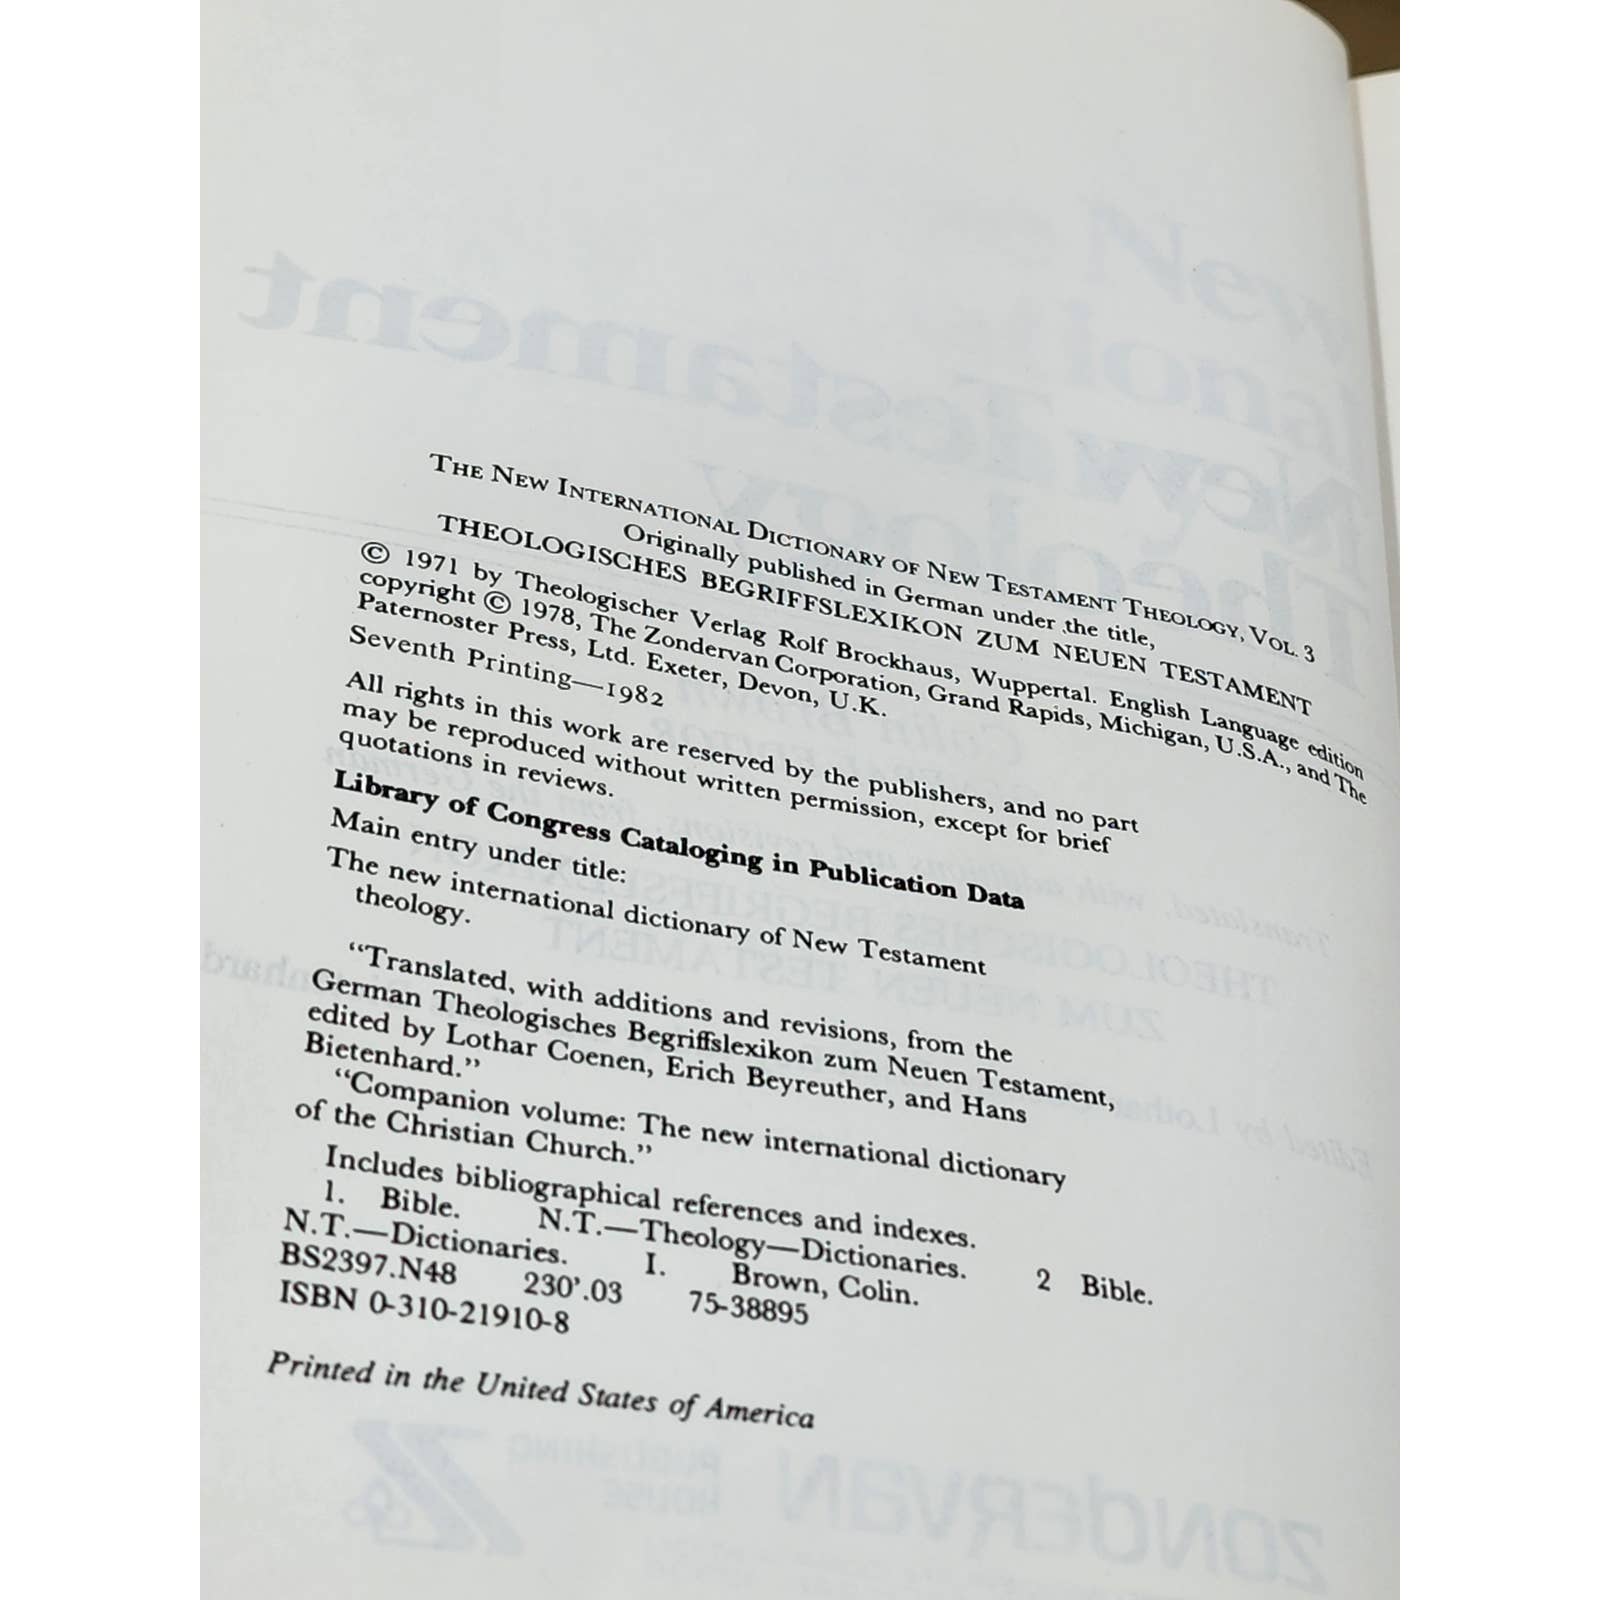 THE NEW INTERNATIONAL DICTIONARY OF NEW TESTAMENT THEOLOGY, VOL. 3
Originally published in German under the title,
THEOLOGISCHES BEGRIFFSLEXIKON ZUM NEUEN TESTAMENT
© 1971 by Theologischer Verlag Rolf Brockhaus, Wuppertal. English Language edition
copyright © 1978, The Zondervan Corporation, Grand Rapids, Michigan, U.S.A., and The
Paternoster Press, Ltd. Exeter, Devon, U.K.
Seventh Printing—1982
All rights in this work are reserved by the publishers, and no part
may be reproduced without written permission, except for brief
quotations in reviews.
Library of Congress Cataloging in Publication Data
Main entry under title:
The new international dictionary of New Testament
theology.
“Translated, with additions and revisions, from the
German Theologisches Begriffslexikon zum Neuen Testament,
edited by Lothar Coenen, Erich Beyreuther, and Hans
Bietenhard.”
“Companion volume: The new international dictionary
of the Christian Church.”
Includes bibliographical references and indexes.
1. Bible. N.T.—Theology—Dictionaries. 2 Bible.
N.T.—Dictionaries. I. Brown, Colin.
BS2397.N48 230'.03 75-38895
ISBN 0-310-21910-8
Printed in the United States of America